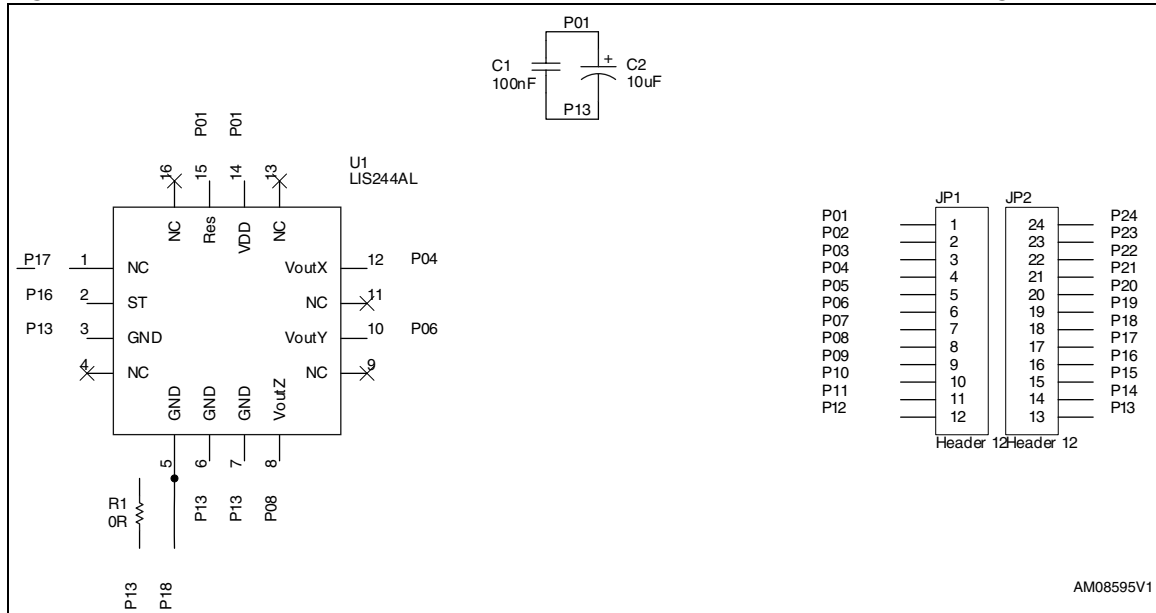 P01
C1
100nF
+
C2
10uF
P13
P01
P01
16
15
14
13
U1
LIS244AL
NC
Res
VDD
NC
P17
1
NC
VoutX
12
P04
P16
2
ST
NC
11
P13
3
GND
VoutY
10
P06
4
NC
NC
9
GND
GND
GND
VoutZ
5
6
7
8
R1
0R
P13
P13
P08
P13
P18
JP1
JP2
P01
1
24
P24
P02
2
23
P23
P03
3
22
P22
P04
4
21
P21
P05
5
20
P20
P06
6
19
P19
P07
7
18
P18
P08
8
17
P17
P09
9
16
P16
P10
10
15
P15
P11
11
14
P14
P12
12
13
P13
Header 12
Header 12
AM08595V1